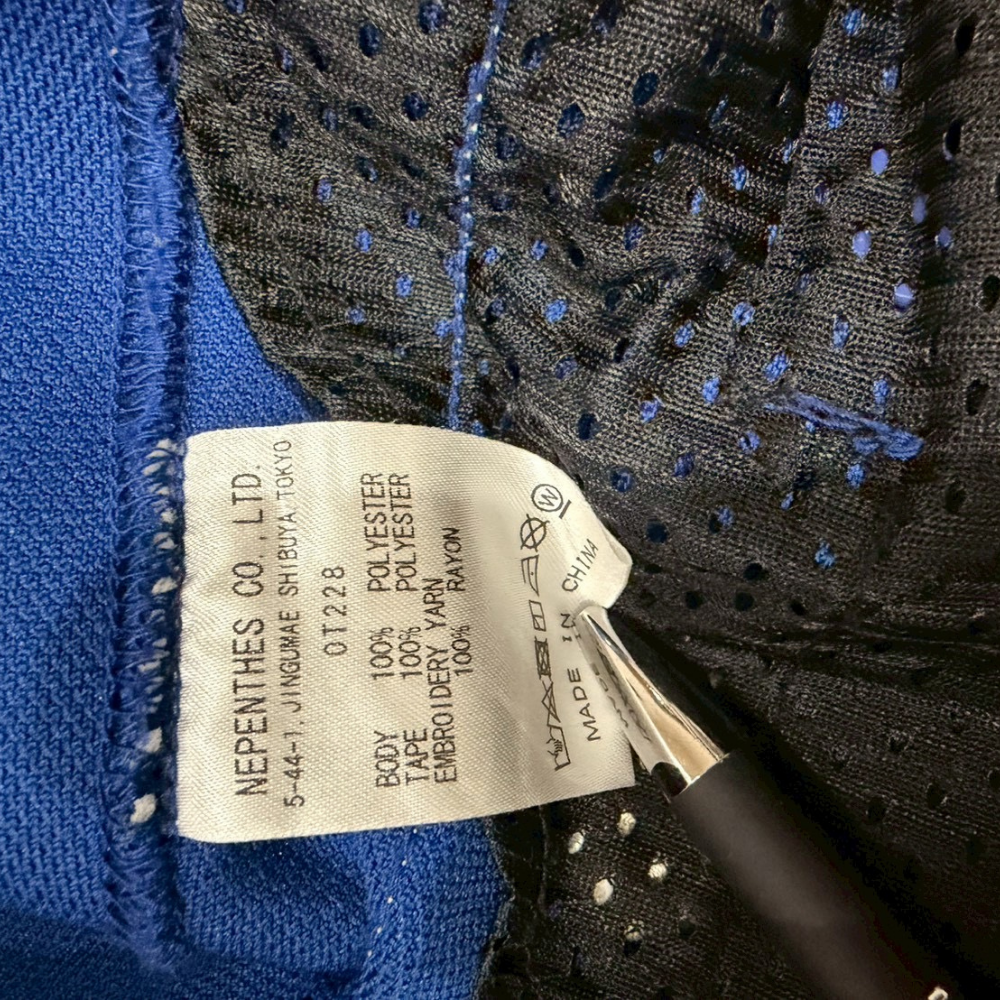 NEPENTHES CO.,LTD.
5-44-1,JINGUMAE SHIBUYA,TOKYO
OT228
BODY 100% POLYESTER
TAPE 100% POLYESTER
EMBROIDERY YARN
100% RAYON
W
MADE IN CHINA